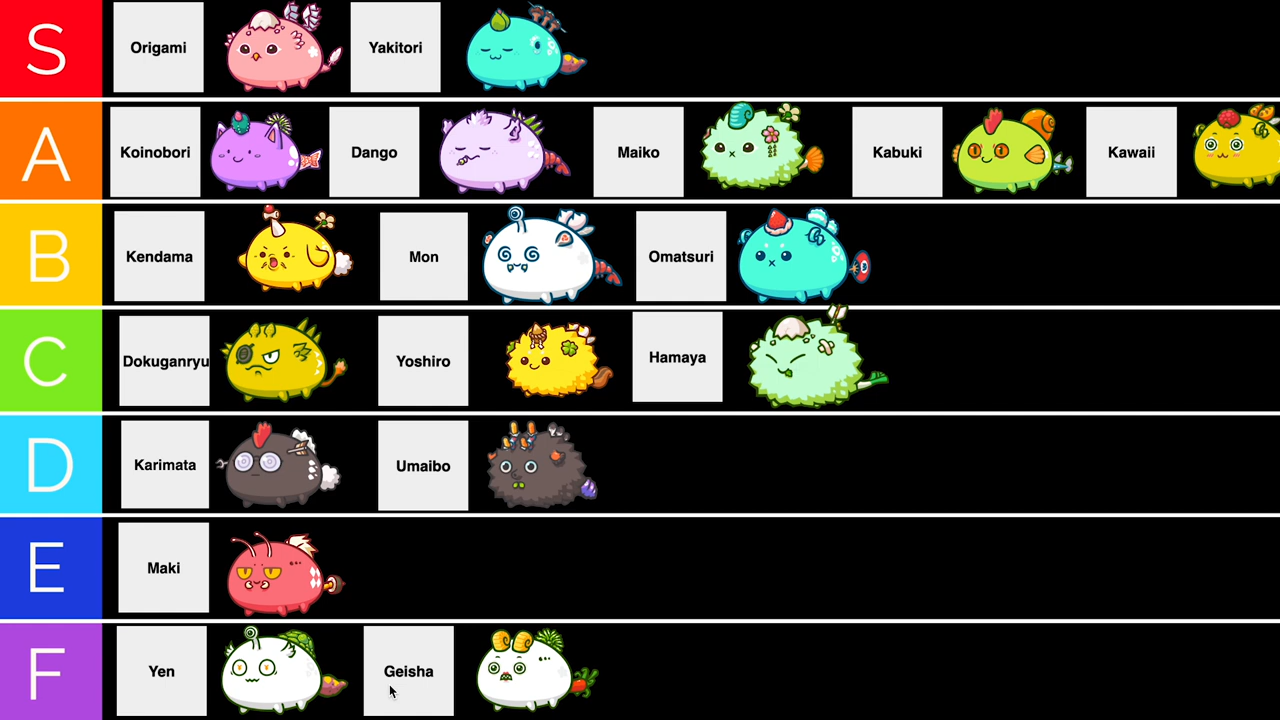 S
Origami
Yakitori
A
Koinobori
Dango
Maiko
Kabuki
Kawaii
B
Kendama
Mon
Omatsuri
C
Dokuganryu
Yoshiro
Hamaya
D
Karimata
Umaibo
E
Maki
F
Yen
Geisha